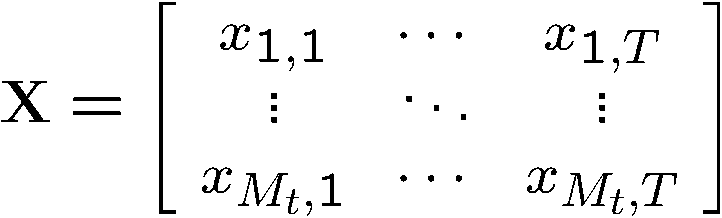 X = [ x_{1,1} ⋯ x_{1,T}
⋮ ⋱ ⋮
x_{M_t,1} ⋯ x_{M_t,T} ]